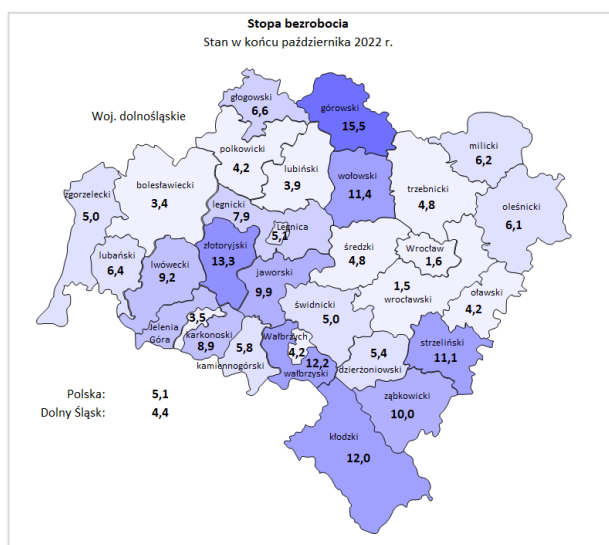 Stopa bezrobocia
Stan w końcu października 2022 r.
Woj. dolnośląskie
głogowski
6,6
górowski
15,5
milicki
6,2
polkowicki
4,2
lubiński
3,9
wołowski
11,4
trzebnicki
4,8
oleśnicki
6,1
zgorzelecki
5,0
bolesławiecki
3,4
legnicki
7,9
Legnica
5,1
lubański
6,4
lwówecki
9,2
złotoryjski
13,3
jaworski
9,9
średzki
4,8
Wrocław
1,6
1,5
wrocławski
oławski
4,2
świdnicki
5,0
Jelenia
Góra
3,5
karkonoski
8,9
5,8
kamiennogórski
Wałbrzych
4,2
12,2
wałbrzyski
5,4
dzierżoniowski
strzeliński
11,1
ząbkowicki
10,0
kłodzki
12,0
Polska: 5,1
Dolny Śląsk: 4,4